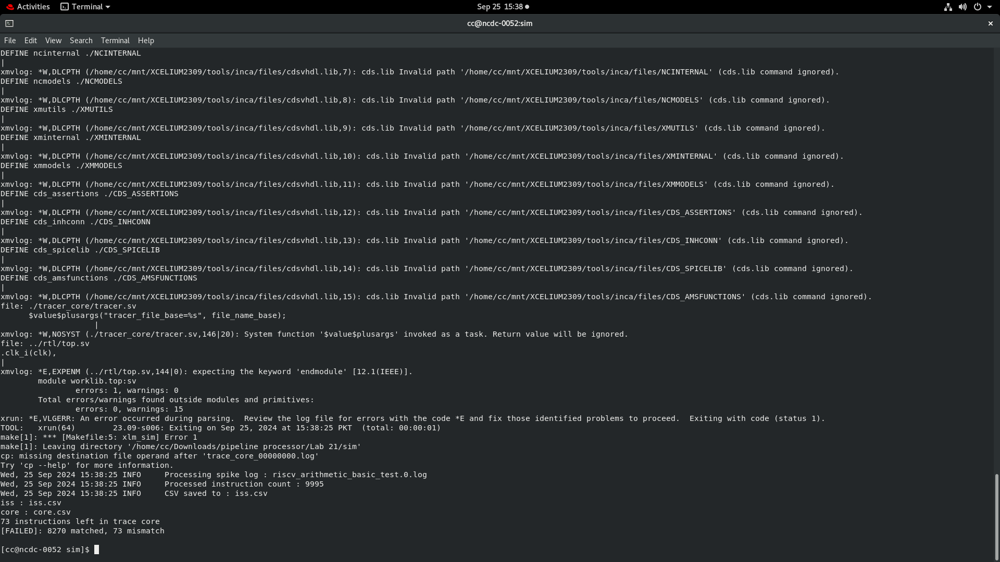 Activities
Terminal
Sep 25 15:38
cc@ncdc-0052:sim
File Edit View Search Terminal Help
DEFINE ncinternal ./NCINTERNAL
|
xmvlog: *W,DLCPTH (/home/cc/mnt/XCELIUM2309/tools/inca/files/cdsvhdl.lib,7): cds.lib Invalid path '/home/cc/mnt/XCELIUM2309/tools/inca/files/NCINTERNAL' (cds.lib command ignored).
DEFINE ncmodels ./NCMODELS
|
xmvlog: *W,DLCPTH (/home/cc/mnt/XCELIUM2309/tools/inca/files/cdsvhdl.lib,8): cds.lib Invalid path '/home/cc/mnt/XCELIUM2309/tools/inca/files/NCMODELS' (cds.lib command ignored).
DEFINE xmutils ./XMUTILS
|
xmvlog: *W,DLCPTH (/home/cc/mnt/XCELIUM2309/tools/inca/files/cdsvhdl.lib,9): cds.lib Invalid path '/home/cc/mnt/XCELIUM2309/tools/inca/files/XMUTILS' (cds.lib command ignored).
DEFINE xminternal ./XMINTERNAL
|
xmvlog: *W,DLCPTH (/home/cc/mnt/XCELIUM2309/tools/inca/files/cdsvhdl.lib,10): cds.lib Invalid path '/home/cc/mnt/XCELIUM2309/tools/inca/files/XMINTERNAL' (cds.lib command ignored).
DEFINE xmmodels ./XMMODELS
|
xmvlog: *W,DLCPTH (/home/cc/mnt/XCELIUM2309/tools/inca/files/cdsvhdl.lib,11): cds.lib Invalid path '/home/cc/mnt/XCELIUM2309/tools/inca/files/XMMODELS' (cds.lib command ignored).
DEFINE cds_assertions ./CDS_ASSERTIONS
|
xmvlog: *W,DLCPTH (/home/cc/mnt/XCELIUM2309/tools/inca/files/cdsvhdl.lib,12): cds.lib Invalid path '/home/cc/mnt/XCELIUM2309/tools/inca/files/CDS_ASSERTIONS' (cds.lib command ignored).
DEFINE cds_inhconn ./CDS_INHCONN
|
xmvlog: *W,DLCPTH (/home/cc/mnt/XCELIUM2309/tools/inca/files/cdsvhdl.lib,13): cds.lib Invalid path '/home/cc/mnt/XCELIUM2309/tools/inca/files/CDS_INHCONN' (cds.lib command ignored).
DEFINE cds_spicelib ./CDS_SPICELIB
|
xmvlog: *W,DLCPTH (/home/cc/mnt/XCELIUM2309/tools/inca/files/cdsvhdl.lib,14): cds.lib Invalid path '/home/cc/mnt/XCELIUM2309/tools/inca/files/CDS_SPICELIB' (cds.lib command ignored).
DEFINE cds_amsfunctions ./CDS_AMSFUNCTIONS
|
xmvlog: *W,DLCPTH (/home/cc/mnt/XCELIUM2309/tools/inca/files/cdsvhdl.lib,15): cds.lib Invalid path '/home/cc/mnt/XCELIUM2309/tools/inca/files/CDS_AMSFUNCTIONS' (cds.lib command ignored).
file: ./tracer_core/tracer.sv
      $value$plusargs("tracer_file_base=%s", file_name_base);
                    |
xmvlog: *W,NOSYST (./tracer_core/tracer.sv,146|20): System function '$value$plusargs' invoked as a task. Return value will be ignored.
file: ../rtl/top.sv
.clk_i(clk),
|
xmvlog: *E,EXPENM (../rtl/top.sv,144|0): expecting the keyword 'endmodule' [12.1(IEEE)].
        module worklib.top:sv
                errors: 1, warnings: 0
        Total errors/warnings found outside modules and primitives:
                errors: 0, warnings: 15
xrun: *E,VLGERR: An error occurred during parsing.  Review the log file for errors with the code *E and fix those identified problems to proceed.  Exiting with code (status 1).
TOOL:   xrun(64)        23.09-s006: Exiting on Sep 25, 2024 at 15:38:25 PKT  (total: 00:00:01)
make[1]: *** [Makefile:5: xlm_sim] Error 1
make[1]: Leaving directory '/home/cc/Downloads/pipeline processor/Lab 21/sim'
cp: missing destination file operand after 'trace_core_00000000.log'
Try 'cp --help' for more information.
Wed, 25 Sep 2024 15:38:25 INFO     Processing spike log : riscv_arithmetic_basic_test.0.log
Wed, 25 Sep 2024 15:38:25 INFO     Processed instruction count : 9995
Wed, 25 Sep 2024 15:38:25 INFO     CSV saved to : iss.csv
iss : iss.csv
core : core.csv
73 instructions left in trace core
[FAILED]: 8270 matched, 73 mismatch
[cc@ncdc-0052 sim]$